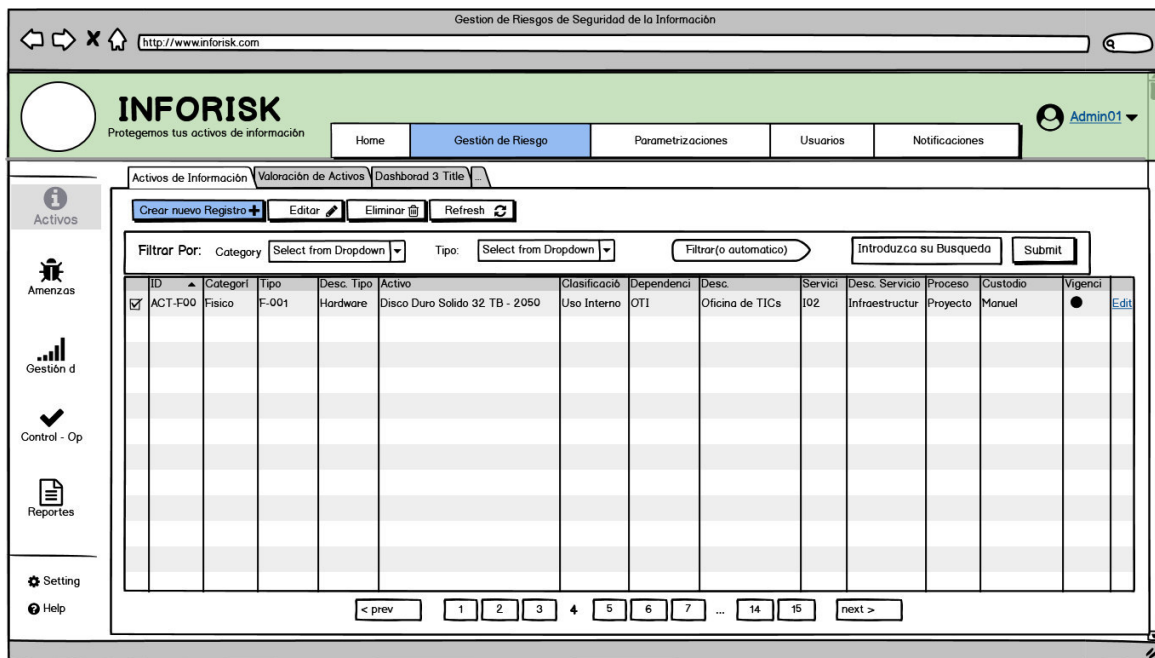 Gestion de Riesgos de Seguridad de la Información
http://www.inforisk.com
INFORISK
Protegemos tus activos de información
Admin01
Home Gestión de Riesgo Parametrizaciones Usuarios Notificaciones
Activos de Información Valoración de Activos Dashborad 3 Title ...
Activos
Amenzas
Gestión d
Control - Op
Reportes
Setting
Help
Crear nuevo Registro Editar Eliminar Refresh
Filtrar Por: Category Select from Dropdown Tipo: Select from Dropdown Filtrar(o automatico) Introduzca su Busqueda Submit
ID Categorí Tipo Desc. Tipo Activo Clasificació Dependenci Desc. Servici Desc. Servicio Proceso Custodio Vigenci
ACT-F00 Fisico F-001 Hardware Disco Duro Solido 32 TB - 2050 Uso Interno OTI Oficina de TICs I02 Infraestructur Proyecto Manuel Edit
< prev 1 2 3 4 5 6 7 ... 14 15 next >